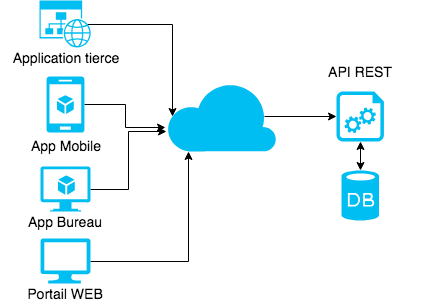 Application tierce
API REST
App Mobile
DB
App Bureau
Portail WEB